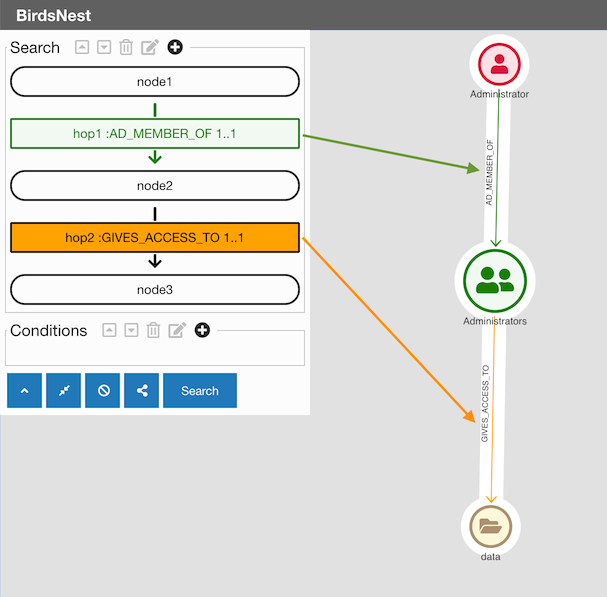 BirdsNest
Search
node1
hop1 :AD_MEMBER_OF 1..1
node2
hop2 :GIVES_ACCESS_TO 1..1
node3
Conditions
Search
Administrator
AD_MEMBER_OF
Administrators
GIVES_ACCESS_TO
data